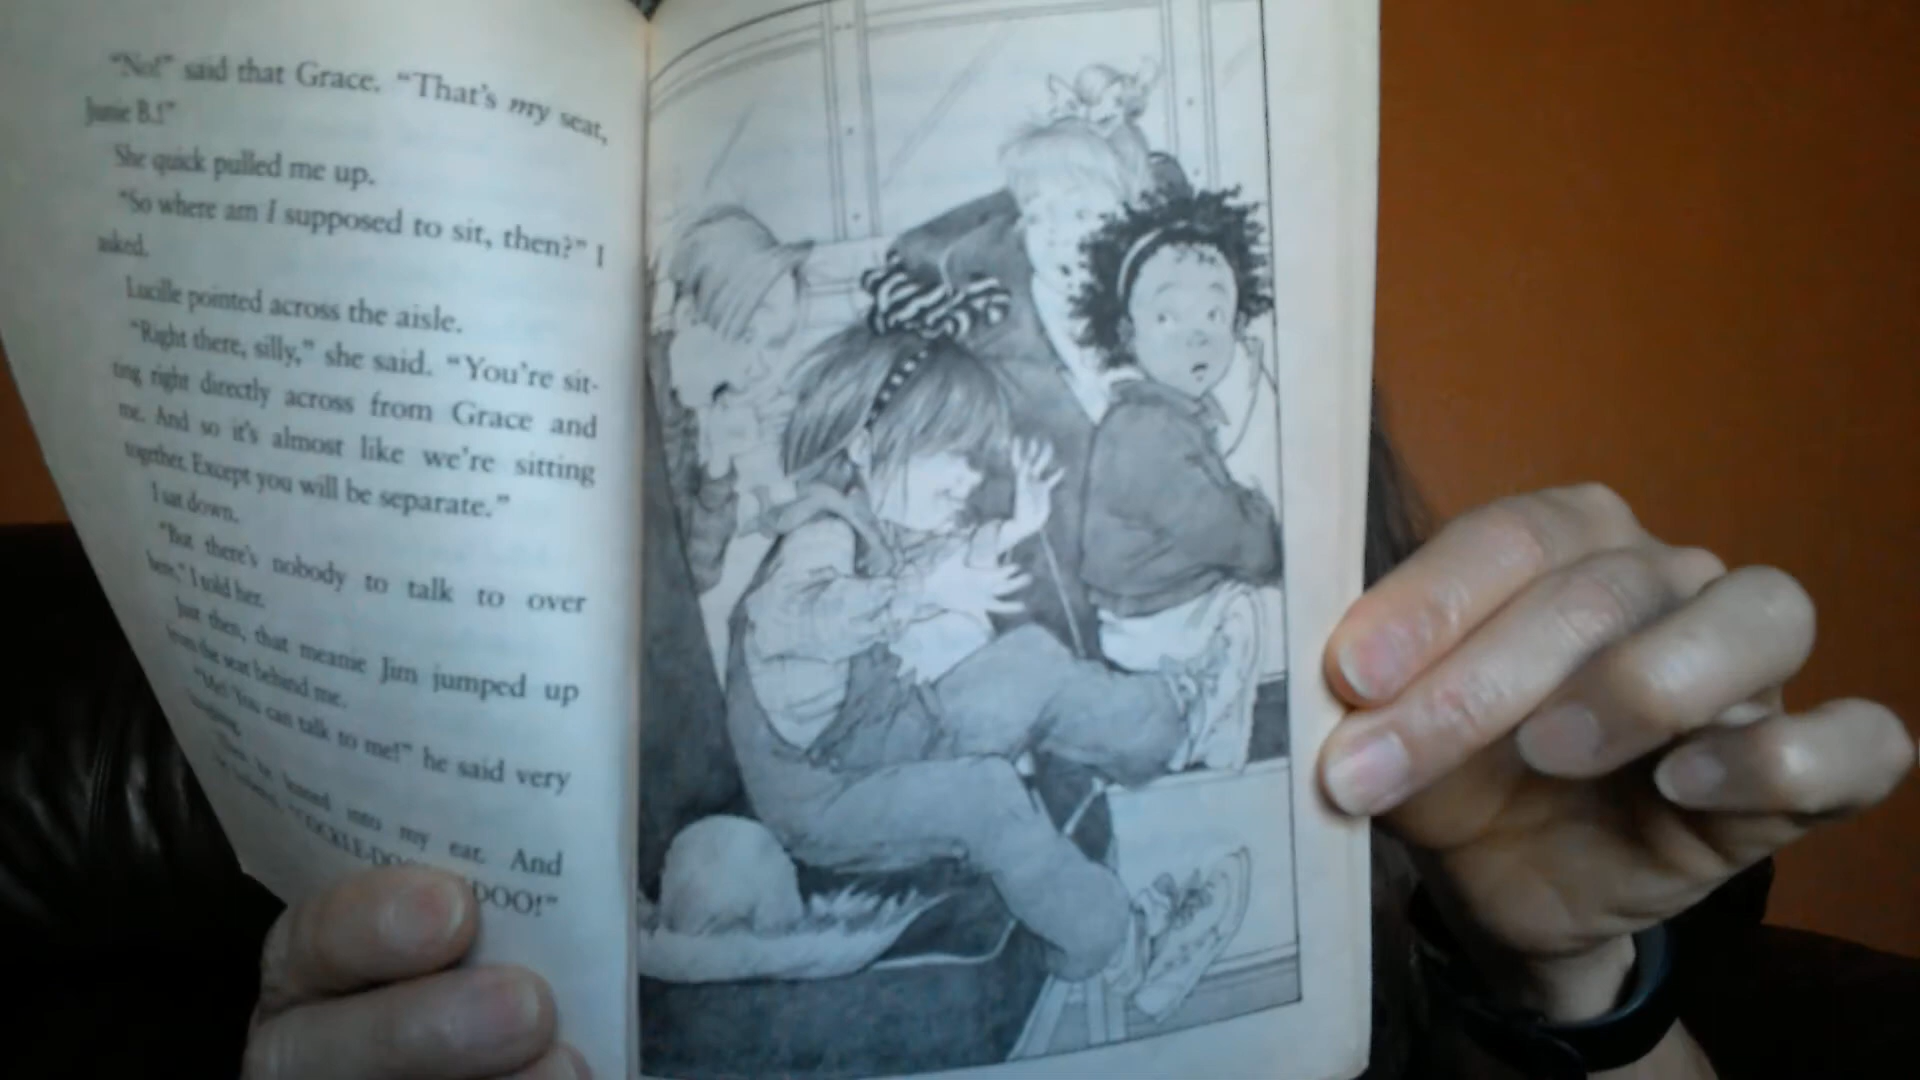 "No!" said that Grace. "That's my seat,
Junie B.!"
She quick pulled me up.
"So where am I supposed to sit, then?" I
asked.
Lucille pointed across the aisle.
"Right there, silly," she said. "You're sit-
ting right directly across from Grace and
me. And so it's almost like we're sitting
together. Except you will be separate."
I sat down.
"But there's nobody to talk to over
here," I told her.
Just then, that meanie Jim jumped up
from the seat behind me.
"Me! You can talk to me!" he said very
laughing.
into my ear. And
DOO!"